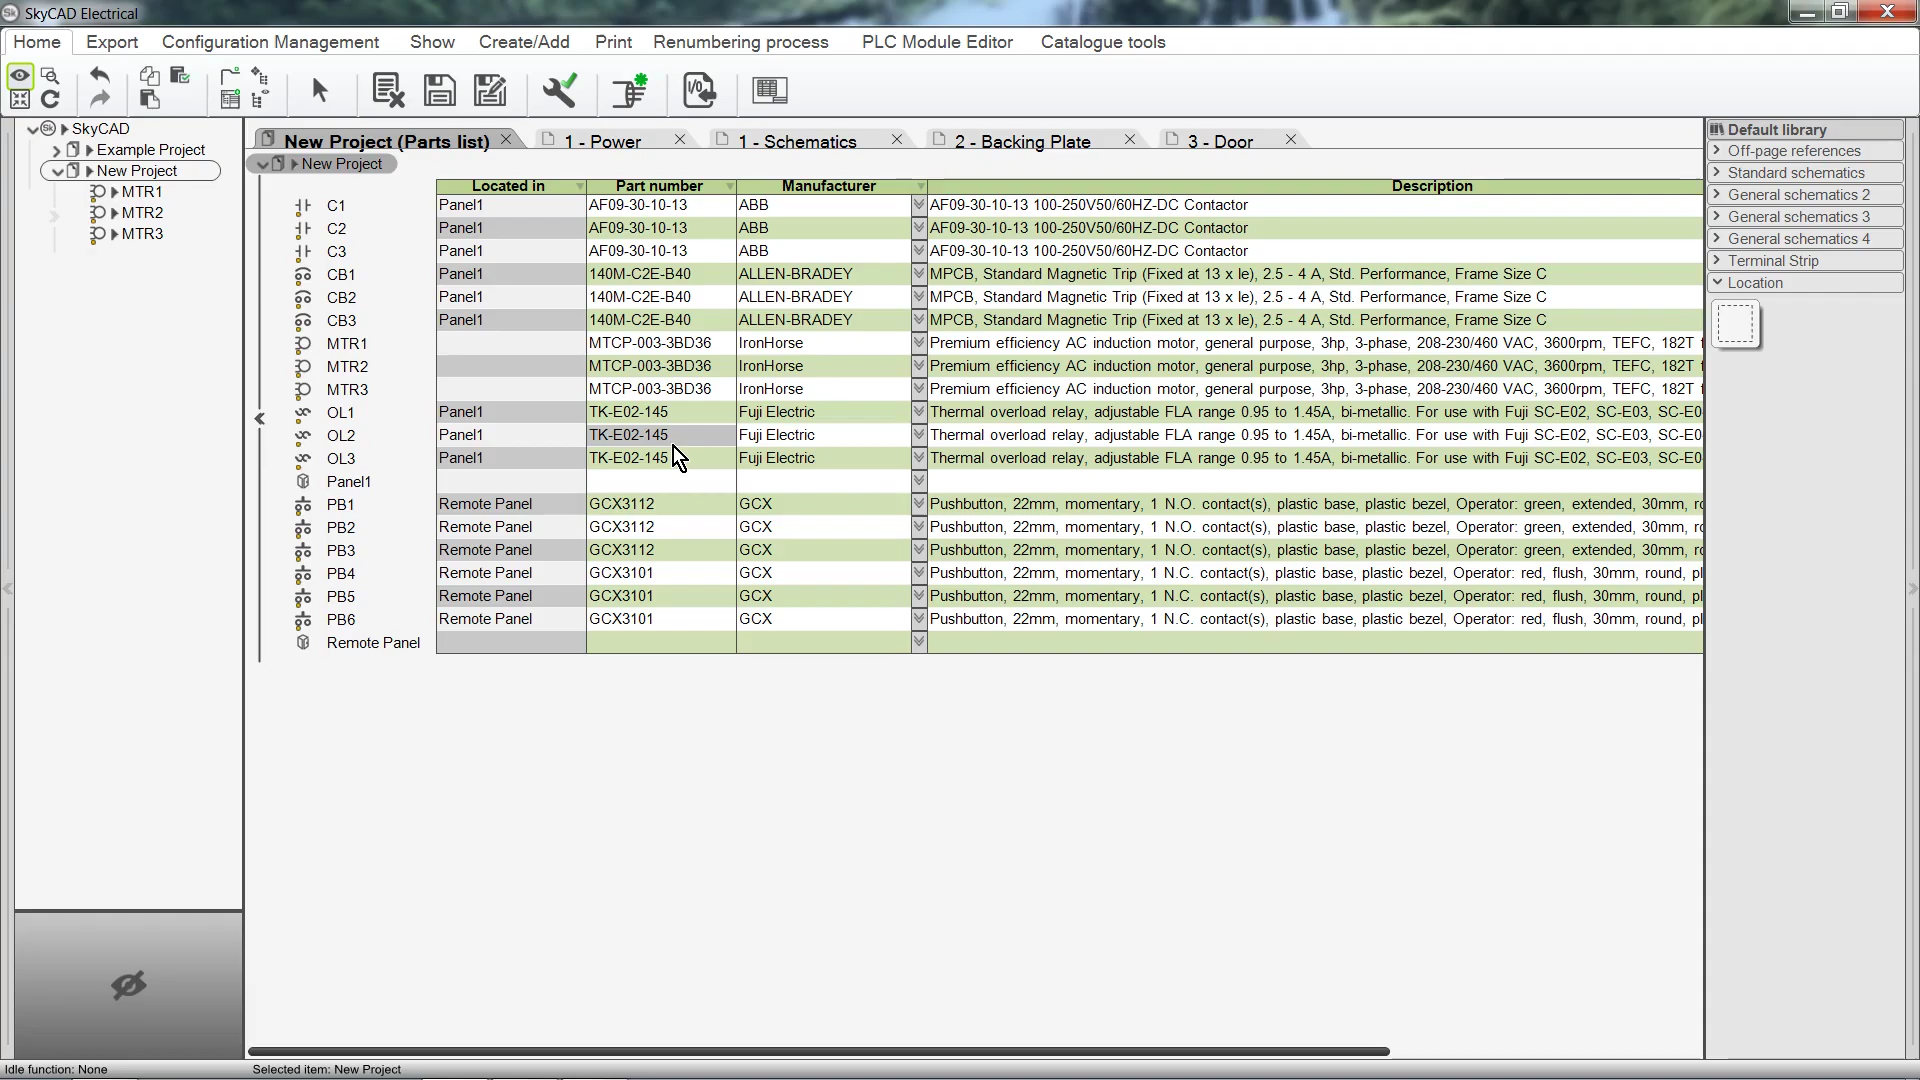 Sk SkyCAD Electrical
Home Export Configuration Management Show Create/Add Print Renumbering process PLC Module Editor Catalogue tools
I/O
Sk SkyCAD
Example Project
New Project
MTR1
MTR2
MTR3
New Project (Parts list) 1 - Power 1 - Schematics 2 - Backing Plate 3 - Door
New Project
Located in Part number Manufacturer Description
C1 Panel1 AF09-30-10-13 ABB AF09-30-10-13 100-250V50/60HZ-DC Contactor
C2 Panel1 AF09-30-10-13 ABB AF09-30-10-13 100-250V50/60HZ-DC Contactor
C3 Panel1 AF09-30-10-13 ABB AF09-30-10-13 100-250V50/60HZ-DC Contactor
CB1 Panel1 140M-C2E-B40 ALLEN-BRADEY MPCB, Standard Magnetic Trip (Fixed at 13 x Ie), 2.5 - 4 A, Std. Performance, Frame Size C
CB2 Panel1 140M-C2E-B40 ALLEN-BRADEY MPCB, Standard Magnetic Trip (Fixed at 13 x Ie), 2.5 - 4 A, Std. Performance, Frame Size C
CB3 Panel1 140M-C2E-B40 ALLEN-BRADEY MPCB, Standard Magnetic Trip (Fixed at 13 x Ie), 2.5 - 4 A, Std. Performance, Frame Size C
MTR1 MTCP-003-3BD36 IronHorse Premium efficiency AC induction motor, general purpose, 3hp, 3-phase, 208-230/460 VAC, 3600rpm, TEFC, 182T
MTR2 MTCP-003-3BD36 IronHorse Premium efficiency AC induction motor, general purpose, 3hp, 3-phase, 208-230/460 VAC, 3600rpm, TEFC, 182T
MTR3 MTCP-003-3BD36 IronHorse Premium efficiency AC induction motor, general purpose, 3hp, 3-phase, 208-230/460 VAC, 3600rpm, TEFC, 182T
OL1 Panel1 TK-E02-145 Fuji Electric Thermal overload relay, adjustable FLA range 0.95 to 1.45A, bi-metallic. For use with Fuji SC-E02, SC-E03, SC-E0
OL2 Panel1 TK-E02-145 Fuji Electric Thermal overload relay, adjustable FLA range 0.95 to 1.45A, bi-metallic. For use with Fuji SC-E02, SC-E03, SC-E0
OL3 Panel1 TK-E02-145 Fuji Electric Thermal overload relay, adjustable FLA range 0.95 to 1.45A, bi-metallic. For use with Fuji SC-E02, SC-E03, SC-E0
Panel1
PB1 Remote Panel GCX3112 GCX Pushbutton, 22mm, momentary, 1 N.O. contact(s), plastic base, plastic bezel, Operator: green, extended, 30mm, ro
PB2 Remote Panel GCX3112 GCX Pushbutton, 22mm, momentary, 1 N.O. contact(s), plastic base, plastic bezel, Operator: green, extended, 30mm, ro
PB3 Remote Panel GCX3112 GCX Pushbutton, 22mm, momentary, 1 N.O. contact(s), plastic base, plastic bezel, Operator: green, extended, 30mm, ro
PB4 Remote Panel GCX3101 GCX Pushbutton, 22mm, momentary, 1 N.C. contact(s), plastic base, plastic bezel, Operator: red, flush, 30mm, round, pl
PB5 Remote Panel GCX3101 GCX Pushbutton, 22mm, momentary, 1 N.C. contact(s), plastic base, plastic bezel, Operator: red, flush, 30mm, round, pl
PB6 Remote Panel GCX3101 GCX Pushbutton, 22mm, momentary, 1 N.C. contact(s), plastic base, plastic bezel, Operator: red, flush, 30mm, round, pl
Remote Panel
Default library
Off-page references
Standard schematics
General schematics 2
General schematics 3
General schematics 4
Terminal Strip
Location
Idle function: None Selected item: New Project